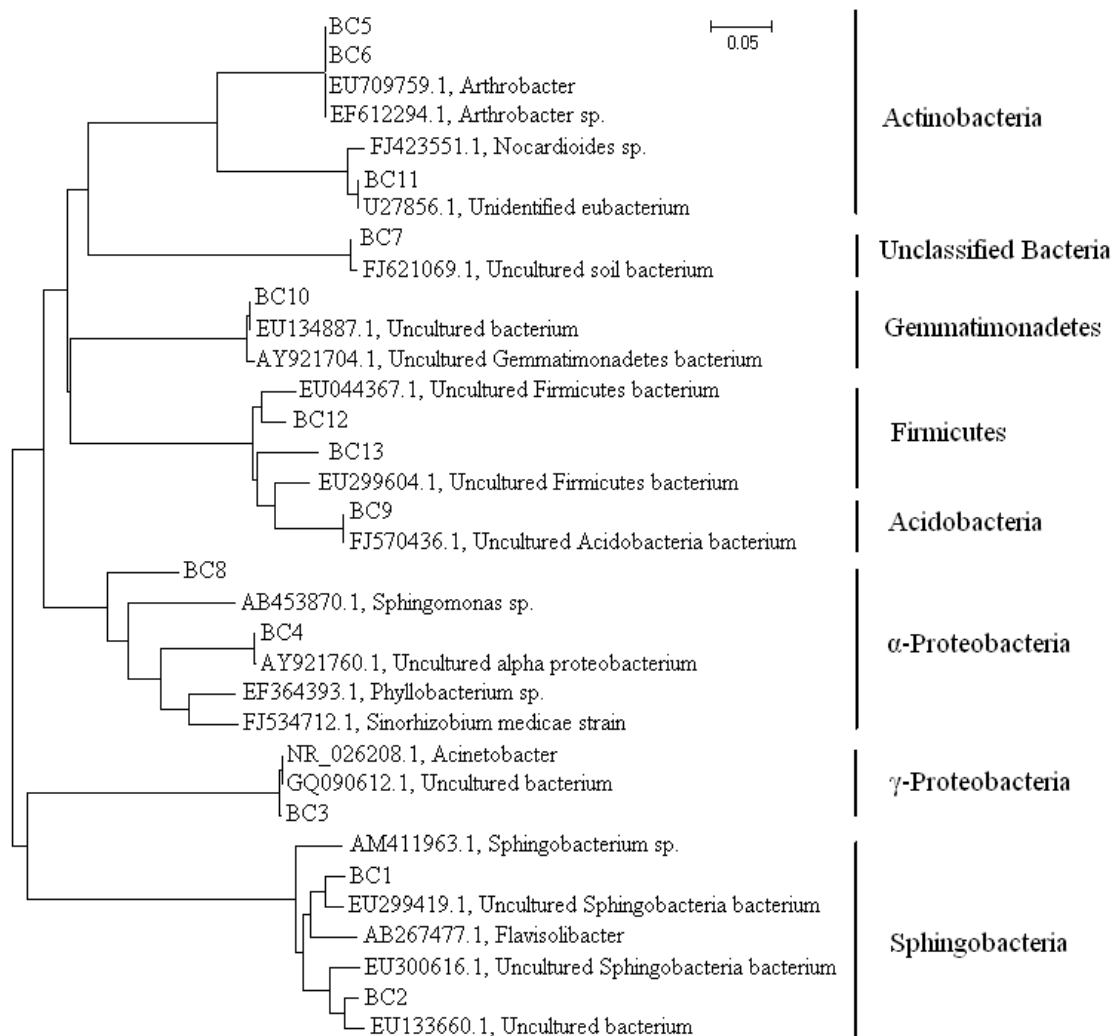 BC5
0.05
BC6
EU709759.1, Arthrobacter
EF612294.1, Arthrobacter sp.
Actinobacteria
FJ423551.1, Nocardioides sp.
BC11
U27856.1, Unidentified eubacterium
BC7
Unclassified Bacteria
FJ621069.1, Uncultured soil bacterium
BC10
EU134887.1, Uncultured bacterium
Gemmatimonadetes
AY921704.1, Uncultured Gemmatimonadetes bacterium
EU044367.1, Uncultured Firmicutes bacterium
BC12
Firmicutes
BC13
EU299604.1, Uncultured Firmicutes bacterium
BC9
Acidobacteria
FJ570436.1, Uncultured Acidobacteria bacterium
BC8
AB453870.1, Sphingomonas sp.
BC4
α-Proteobacteria
AY921760.1, Uncultured alpha proteobacterium
EF364393.1, Phyllobacterium sp.
FJ534712.1, Sinorhizobium medicae strain
NR_026208.1, Acinetobacter
GQ090612.1, Uncultured bacterium
γ-Proteobacteria
BC3
AM411963.1, Sphingobacterium sp.
BC1
EU299419.1, Uncultured Sphingobacteria bacterium
AB267477.1, Flavisolibacter
Sphingobacteria
EU300616.1, Uncultured Sphingobacteria bacterium
BC2
EU133660.1, Uncultured bacterium